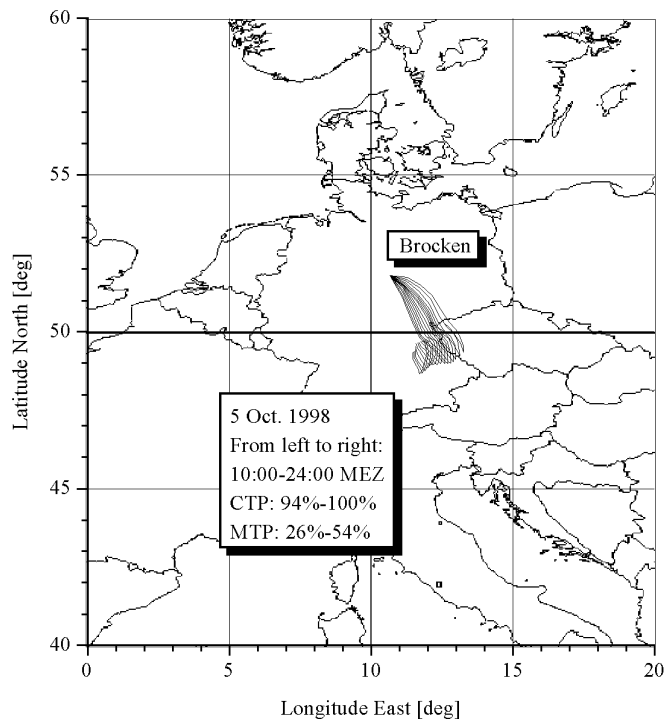 60
55
50
45
40
Latitude North [deg]
Brocken
5 Oct. 1998
From left to right:
10:00-24:00 MEZ
CTP: 94%-100%
MTP: 26%-54%
0 5 10 15 20
Longitude East [deg]